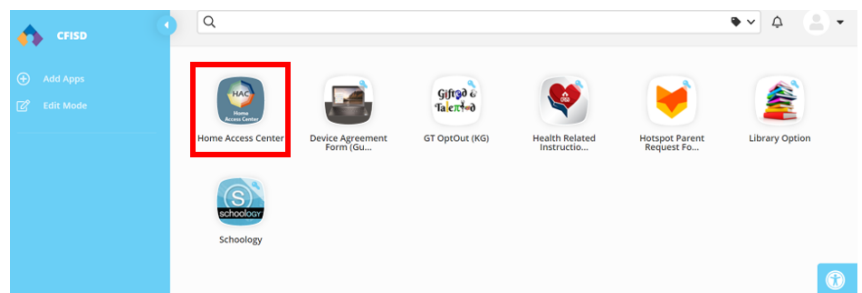 CFISD
Add Apps
Edit Mode
HAC
Home
Access Center
Home Access Center
Device Agreement
Form (Gu...
Gifted &
Talented
GT OptOut (KG)
Health Related
Instructio...
Hotspot Parent
Request Fo...
Library Option
S
schoology
Schoology